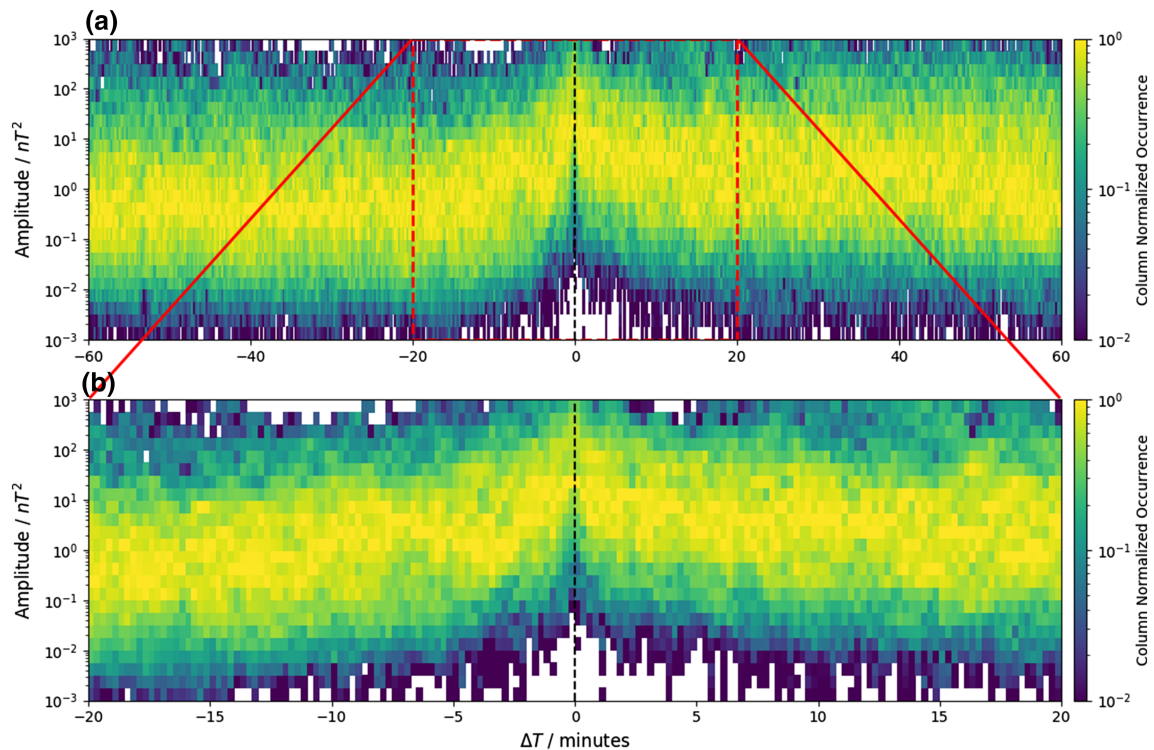 (a)
10³
10²
10¹
10⁰
10⁻¹
10⁻²
10⁻³
Amplitude / nT²
−60 −40 −20 0 20 40 60
10⁰
10⁻¹
10⁻²
Column Normalized Occurrence
(b)
10³
10²
10¹
10⁰
10⁻¹
10⁻²
10⁻³
Amplitude / nT²
−20 −15 −10 −5 0 5 10 15 20
ΔT / minutes
10⁰
10⁻¹
10⁻²
Column Normalized Occurrence